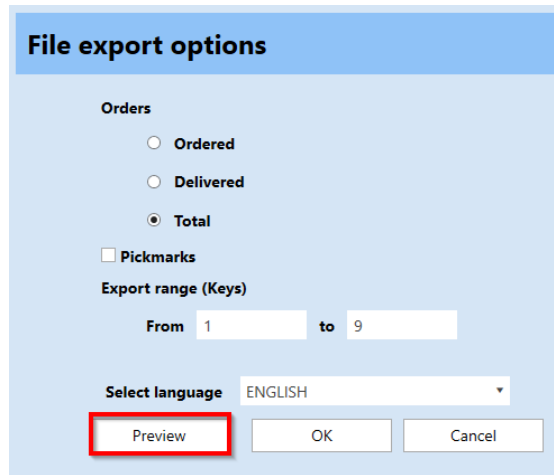 File export options
Orders
Ordered
Delivered
Total
Pickmarks
Export range (Keys)
From 1 to 9
Select language ENGLISH
Preview OK Cancel